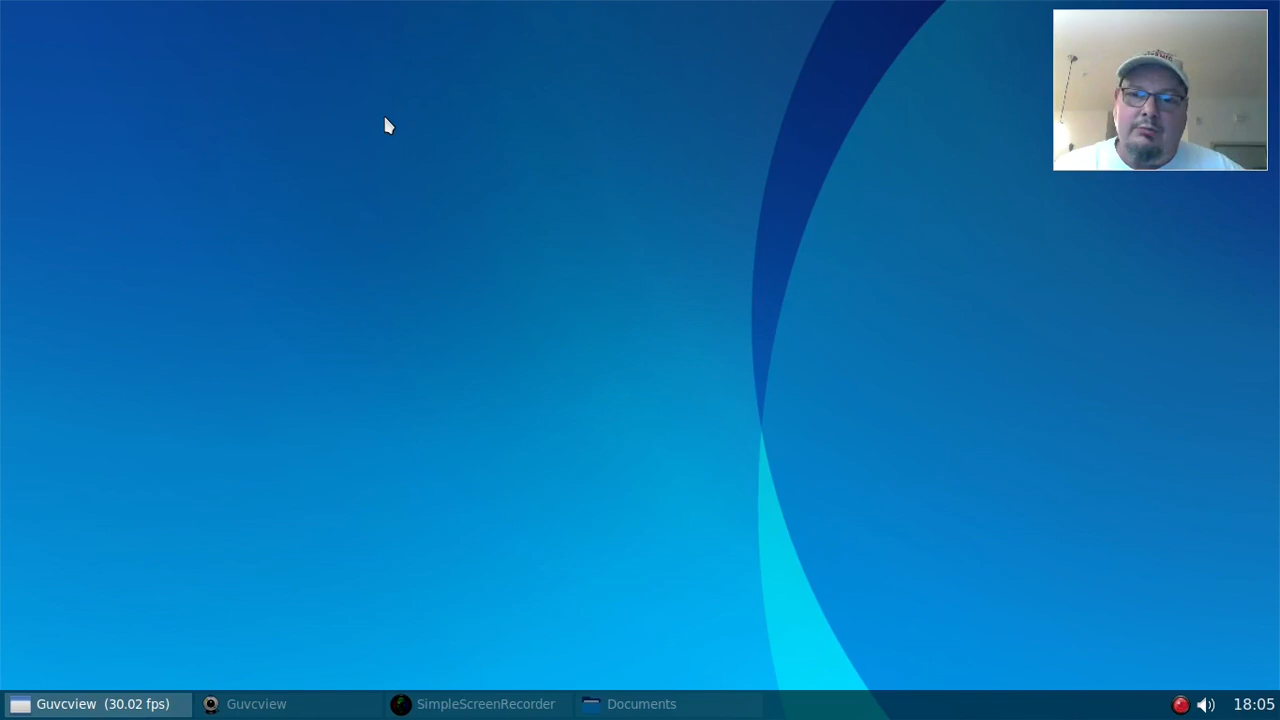 Guvcview (30.02 fps)
Guvcview
SimpleScreenRecorder
Documents
18:05